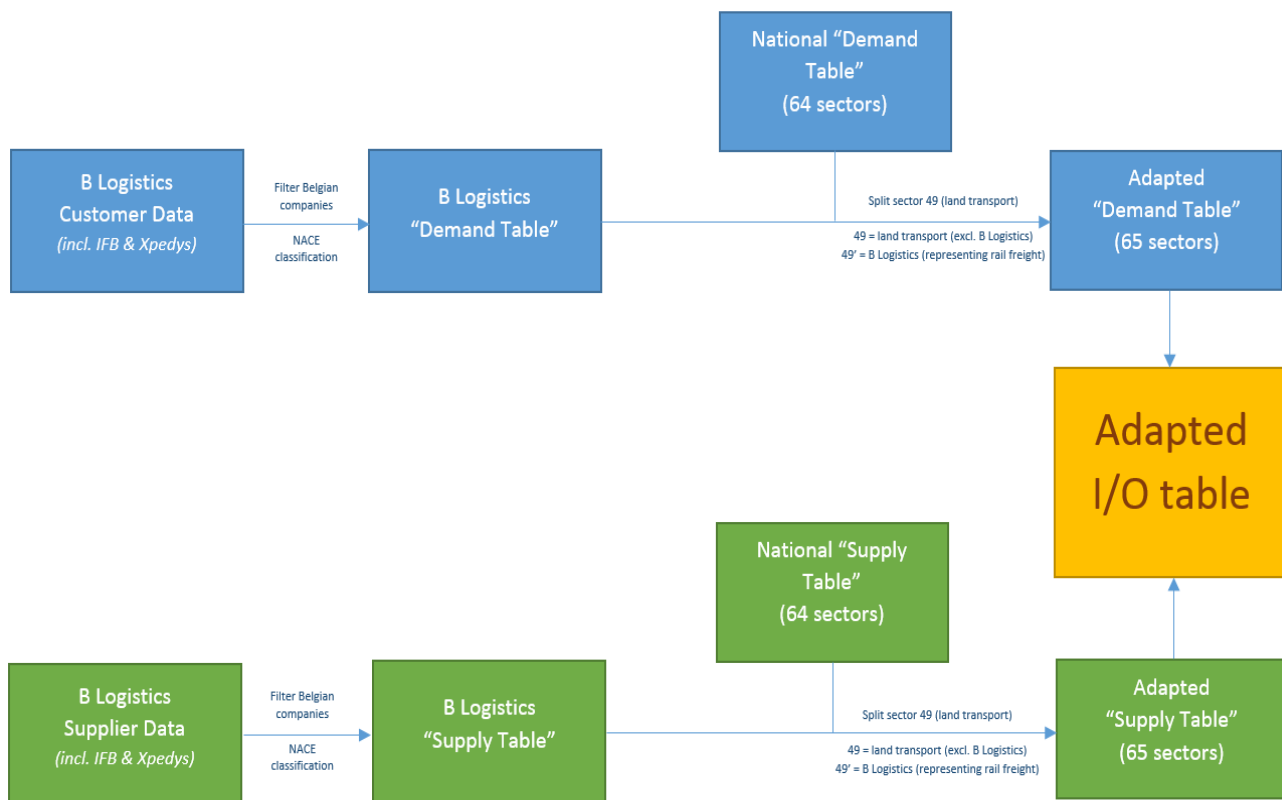 National “Demand
Table”
(64 sectors)
B Logistics
Customer Data
(incl. IFB & Xpedys)
Filter Belgian
companies
NACE
classification
B Logistics
“Demand Table”
Split sector 49 (land transport)
49 = land transport (excl. B Logistics)
49’ = B Logistics (representing rail freight)
Adapted
“Demand Table”
(65 sectors)
Adapted
I/O table
National “Supply
Table”
(64 sectors)
B Logistics
Supplier Data
(incl. IFB & Xpedys)
Filter Belgian
companies
NACE
classification
B Logistics
“Supply Table”
Split sector 49 (land transport)
49 = land transport (excl. B Logistics)
49’ = B Logistics (representing rail freight)
Adapted
“Supply Table”
(65 sectors)